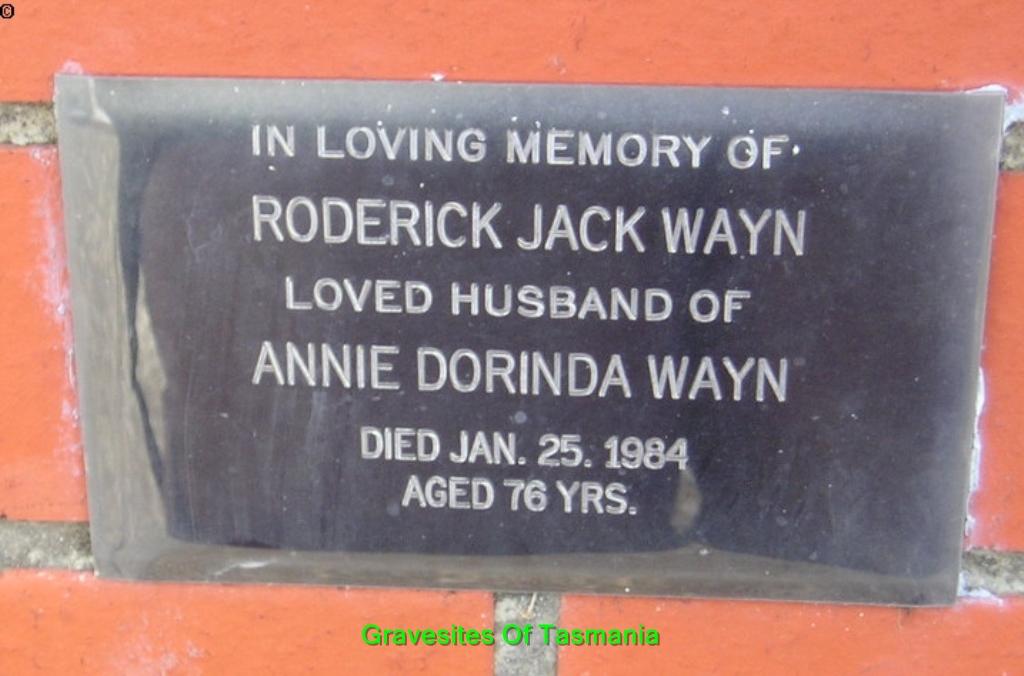 ©
IN LOVING MEMORY OF
RODERICK JACK WAYN
LOVED HUSBAND OF
ANNIE DORINDA WAYN
DIED JAN. 25. 1984
AGED 76 YRS.
Gravesites Of Tasmania